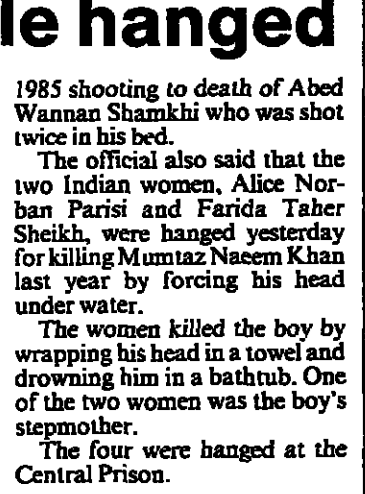 le hanged
1985 shooting to death of Abed
Wannan Shamkhi who was shot
twice in his bed.
The official also said that the
two Indian women, Alice Nor-
ban Parisi and Farida Taher
Sheikh, were hanged yesterday
for killing Mumtaz Naeem Khan
last year by forcing his head
under water.
The women killed the boy by
wrapping his head in a towel and
drowning him in a bathtub. One
of the two women was the boy's
stepmother.
The four were hanged at the
Central Prison.